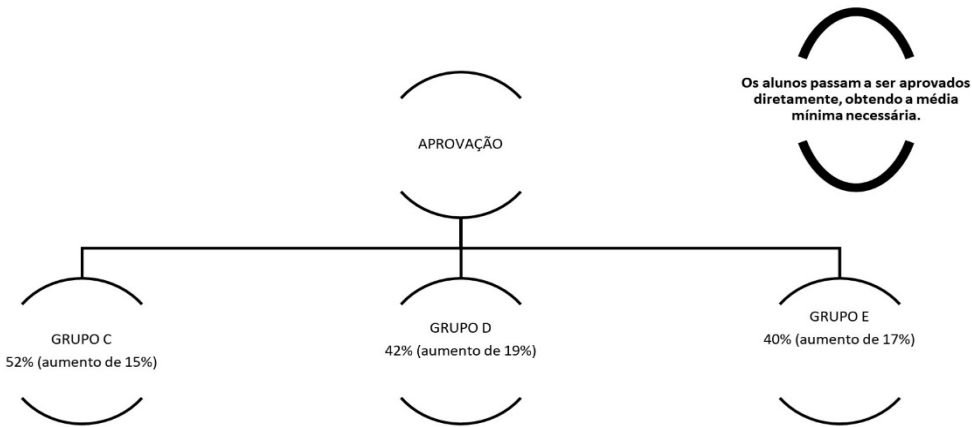 Os alunos passam a ser aprovados
diretamente, obtendo a média
mínima necessária.
APROVAÇÃO
GRUPO C
52% (aumento de 15%)
GRUPO D
42% (aumento de 19%)
GRUPO E
40% (aumento de 17%)